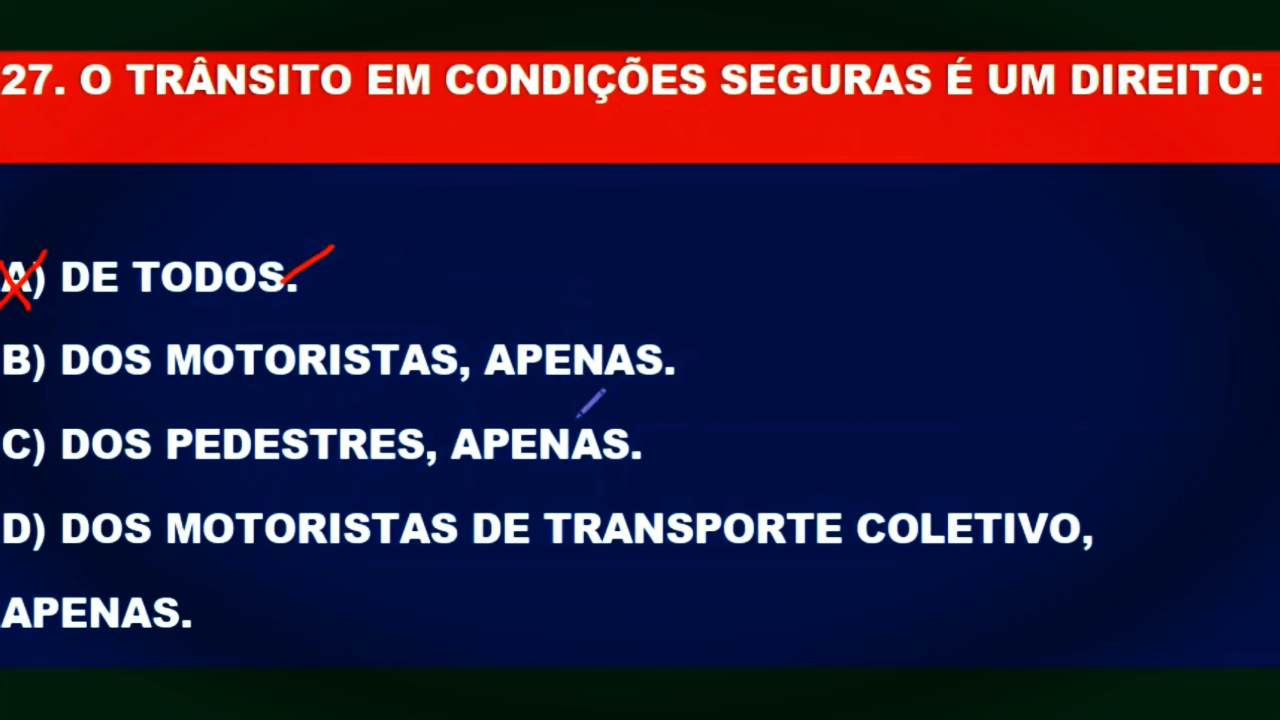 27. O TRÂNSITO EM CONDIÇÕES SEGURAS É UM DIREITO:
A) DE TODOS.
B) DOS MOTORISTAS, APENAS.
C) DOS PEDESTRES, APENAS.
D) DOS MOTORISTAS DE TRANSPORTE COLETIVO,
APENAS.